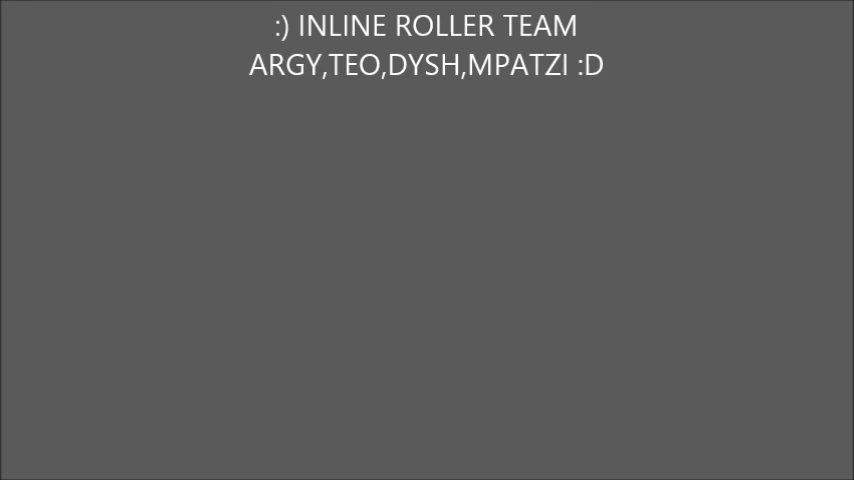 :) INLINE ROLLER TEAM
ARGY,TEO,DYSH,MPATZI :D